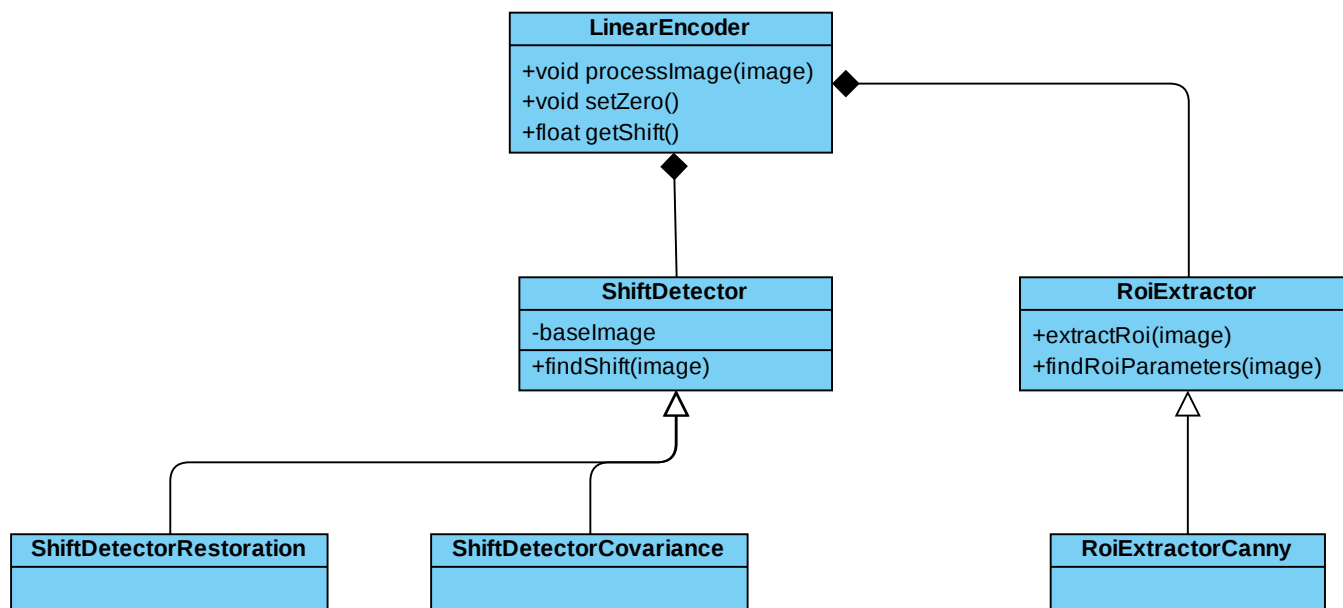 LinearEncoder
+void processImage(image)
+void setZero()
+float getShift()
ShiftDetector
-baseImage
+findShift(image)
RoiExtractor
+extractRoi(image)
+findRoiParameters(image)
ShiftDetectorRestoration
ShiftDetectorCovariance
RoiExtractorCanny